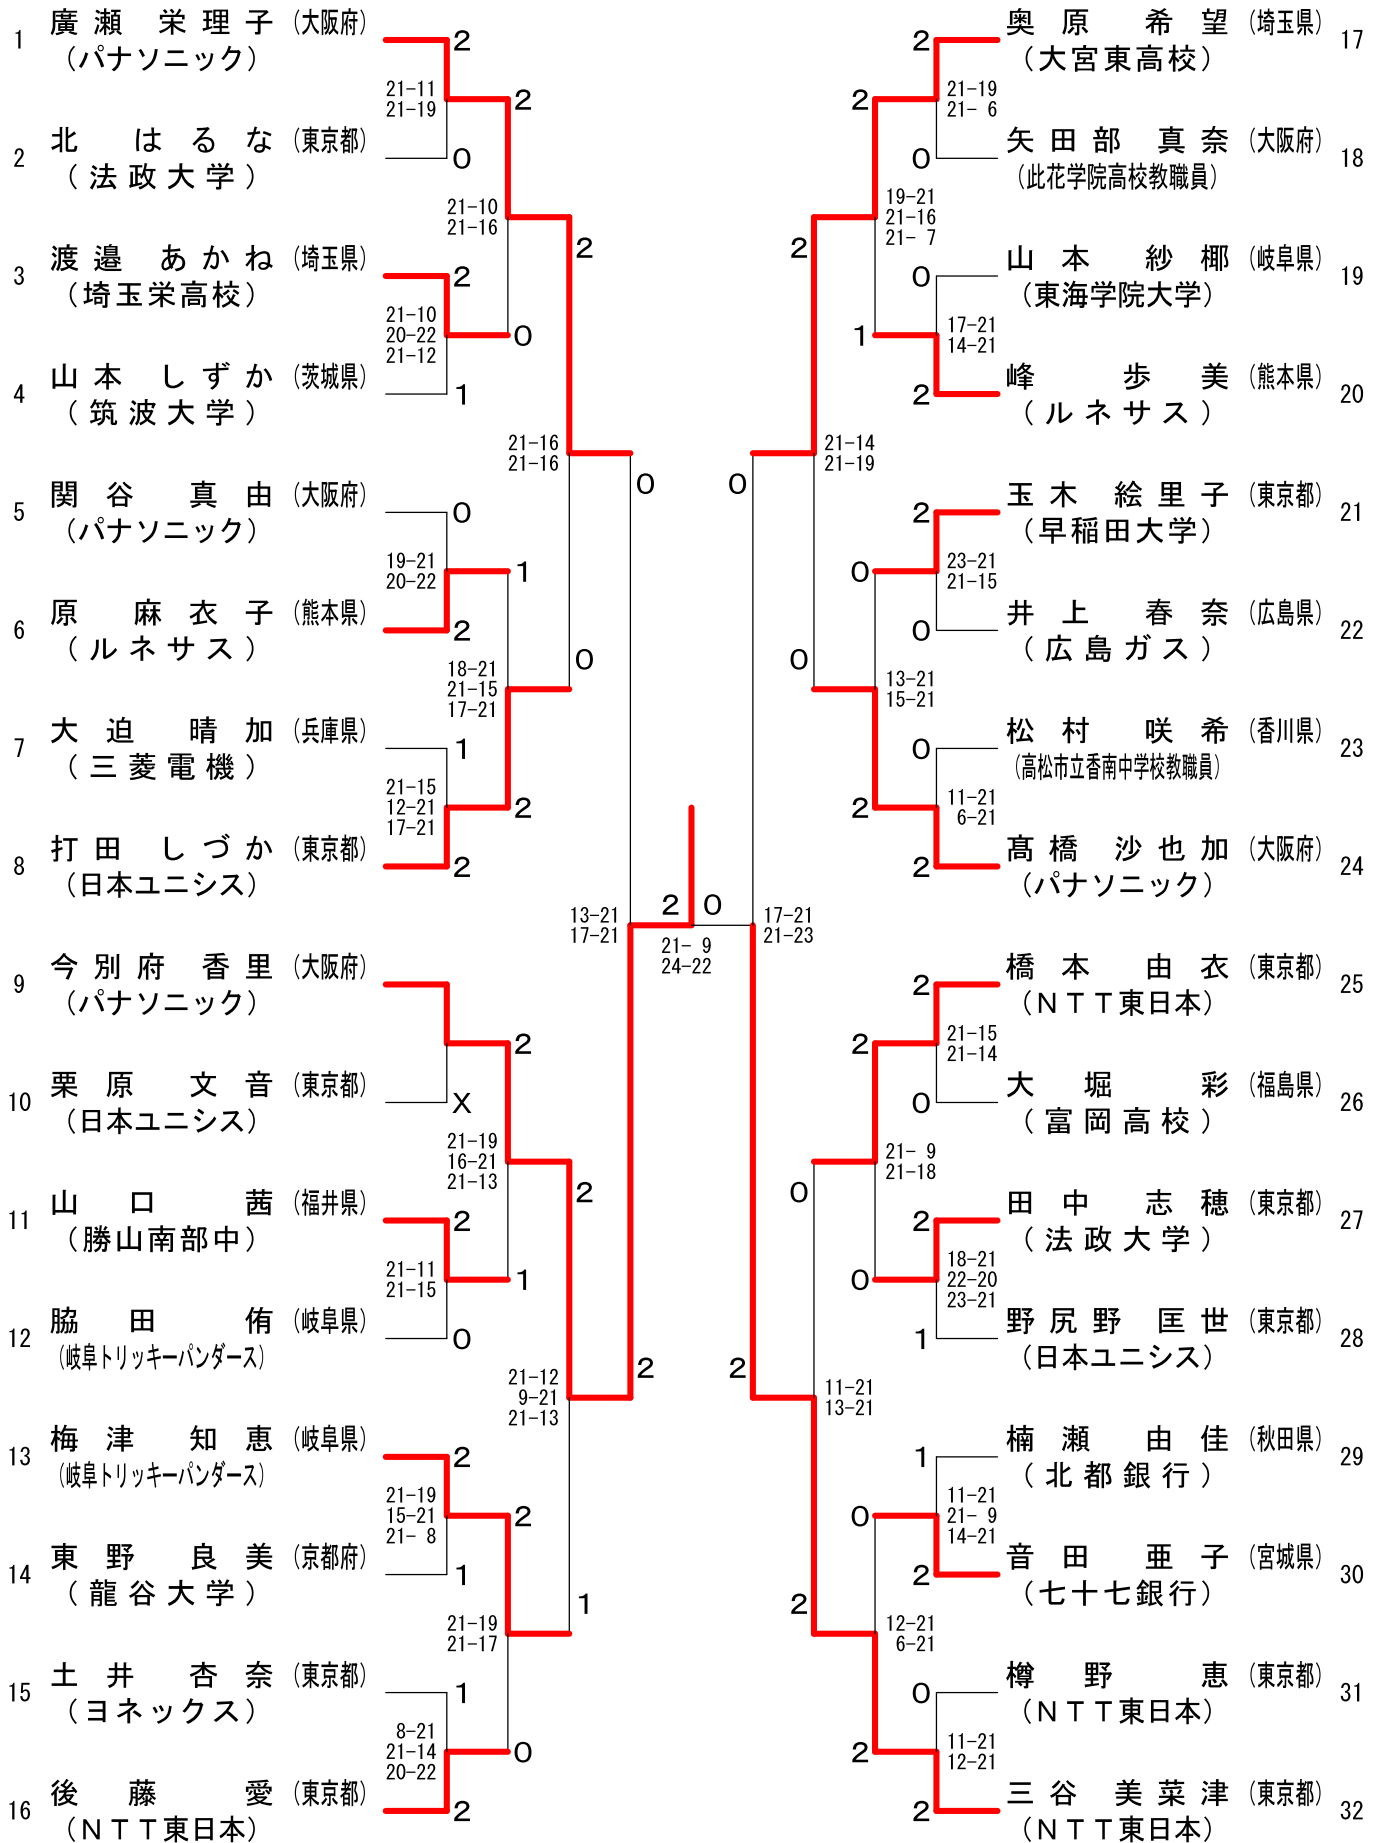 1 廣瀬 栄理子 (大阪府)
(パナソニック)
2
21-11
21-19
2
2 北 はるな (東京都)
(法政大学)
0
21-10
21-16
2
3 渡邉 あかね (埼玉県)
(埼玉栄高校)
2
21-10
20-22
21-12
0
4 山本 しずか (茨城県)
(筑波大学)
1
21-16
21-16
0
5 関谷 真由 (大阪府)
(パナソニック)
0
19-21
20-22
1
6 原 麻衣子 (熊本県)
(ルネサス)
2
18-21
21-15
17-21
0
7 大迫 晴加 (兵庫県)
(三菱電機)
1
21-15
12-21
17-21
2
8 打田 しづか (東京都)
(日本ユニシス)
2
13-21
17-21
2 0
21- 9
24-22
9 今別府 香里 (大阪府)
(パナソニック)
2
10 栗原 文音 (東京都)
(日本ユニシス)
X
21-19
16-21
21-13
2
11 山口 茜 (福井県)
(勝山南部中)
2
21-11
21-15
1
12 脇田 侑 (岐阜県)
(岐阜トリッキーパンダース)
0
21-12
9-21
21-13
2
13 梅津 知恵 (岐阜県)
(岐阜トリッキーパンダース)
2
21-19
15-21
21- 8
2
14 東野 良美 (京都府)
(龍谷大学)
1
21-19
21-17
1
15 土井 杏奈 (東京都)
(ヨネックス)
1
8-21
21-14
20-22
0
16 後藤 愛 (東京都)
(NTT東日本)
2
2 奥原 希望 (埼玉県) 17
(大宮東高校)
2
21-19
21- 6
0 矢田部 真奈 (大阪府) 18
(此花学院高校教職員)
19-21
21-16
21- 7
2
0 山本 紗椰 (岐阜県) 19
(東海学院大学)
1
17-21
14-21
2 峰 歩美 (熊本県) 20
(ルネサス)
21-14
21-19
0
2 玉木 絵里子 (東京都) 21
(早稲田大学)
0
23-21
21-15
0 井上 春奈 (広島県) 22
(広島ガス)
0
13-21
15-21
0 松村 咲希 (香川県) 23
(高松市立香南中学校教職員)
2
11-21
6-21
2 髙橋 沙也加 (大阪府) 24
(パナソニック)
17-21
21-23
2 橋本 由衣 (東京都) 25
(NTT東日本)
2
21-15
21-14
0 大堀 彩 (福島県) 26
(富岡高校)
21- 9
21-18
0
2 田中 志穂 (東京都) 27
(法政大学)
0
18-21
22-20
23-21
1 野尻野 匡世 (東京都) 28
(日本ユニシス)
2
11-21
13-21
1 楠瀬 由佳 (秋田県) 29
(北都銀行)
0
11-21
21- 9
14-21
2 音田 亜子 (宮城県) 30
(七十七銀行)
2
12-21
6-21
0 樽野 恵 (東京都) 31
(NTT東日本)
2
11-21
12-21
2 三谷 美菜津 (東京都) 32
(NTT東日本)